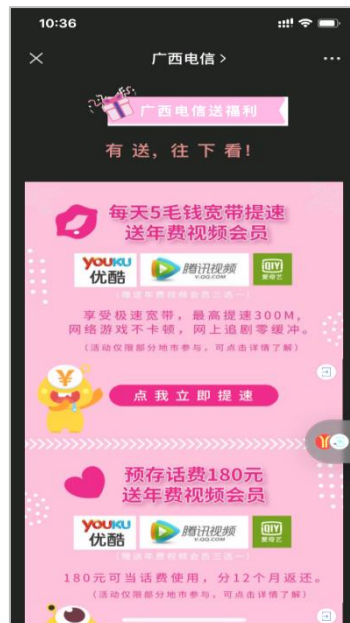 10:36
广西电信
广西电信送福利
有送，往下看！
每天5毛钱宽带提速
送年费视频会员
YOUKU
优酷
腾讯视频
V.QQ.COM
QIY
爱奇艺
（赠送年费视频会员三选一）
享受极速宽带，最高提速300M，
网络游戏不卡顿，网上追剧零缓冲。
（活动仅限部分地市参与，可点击详情了解）
点我立即提速
预存话费180元
送年费视频会员
YOUKU
优酷
腾讯视频
V.QQ.COM
QIY
爱奇艺
（赠送年费视频会员三选一）
180元可当话费使用，分12个月返还。
（活动仅限部分地市参与，可点击详情了解）